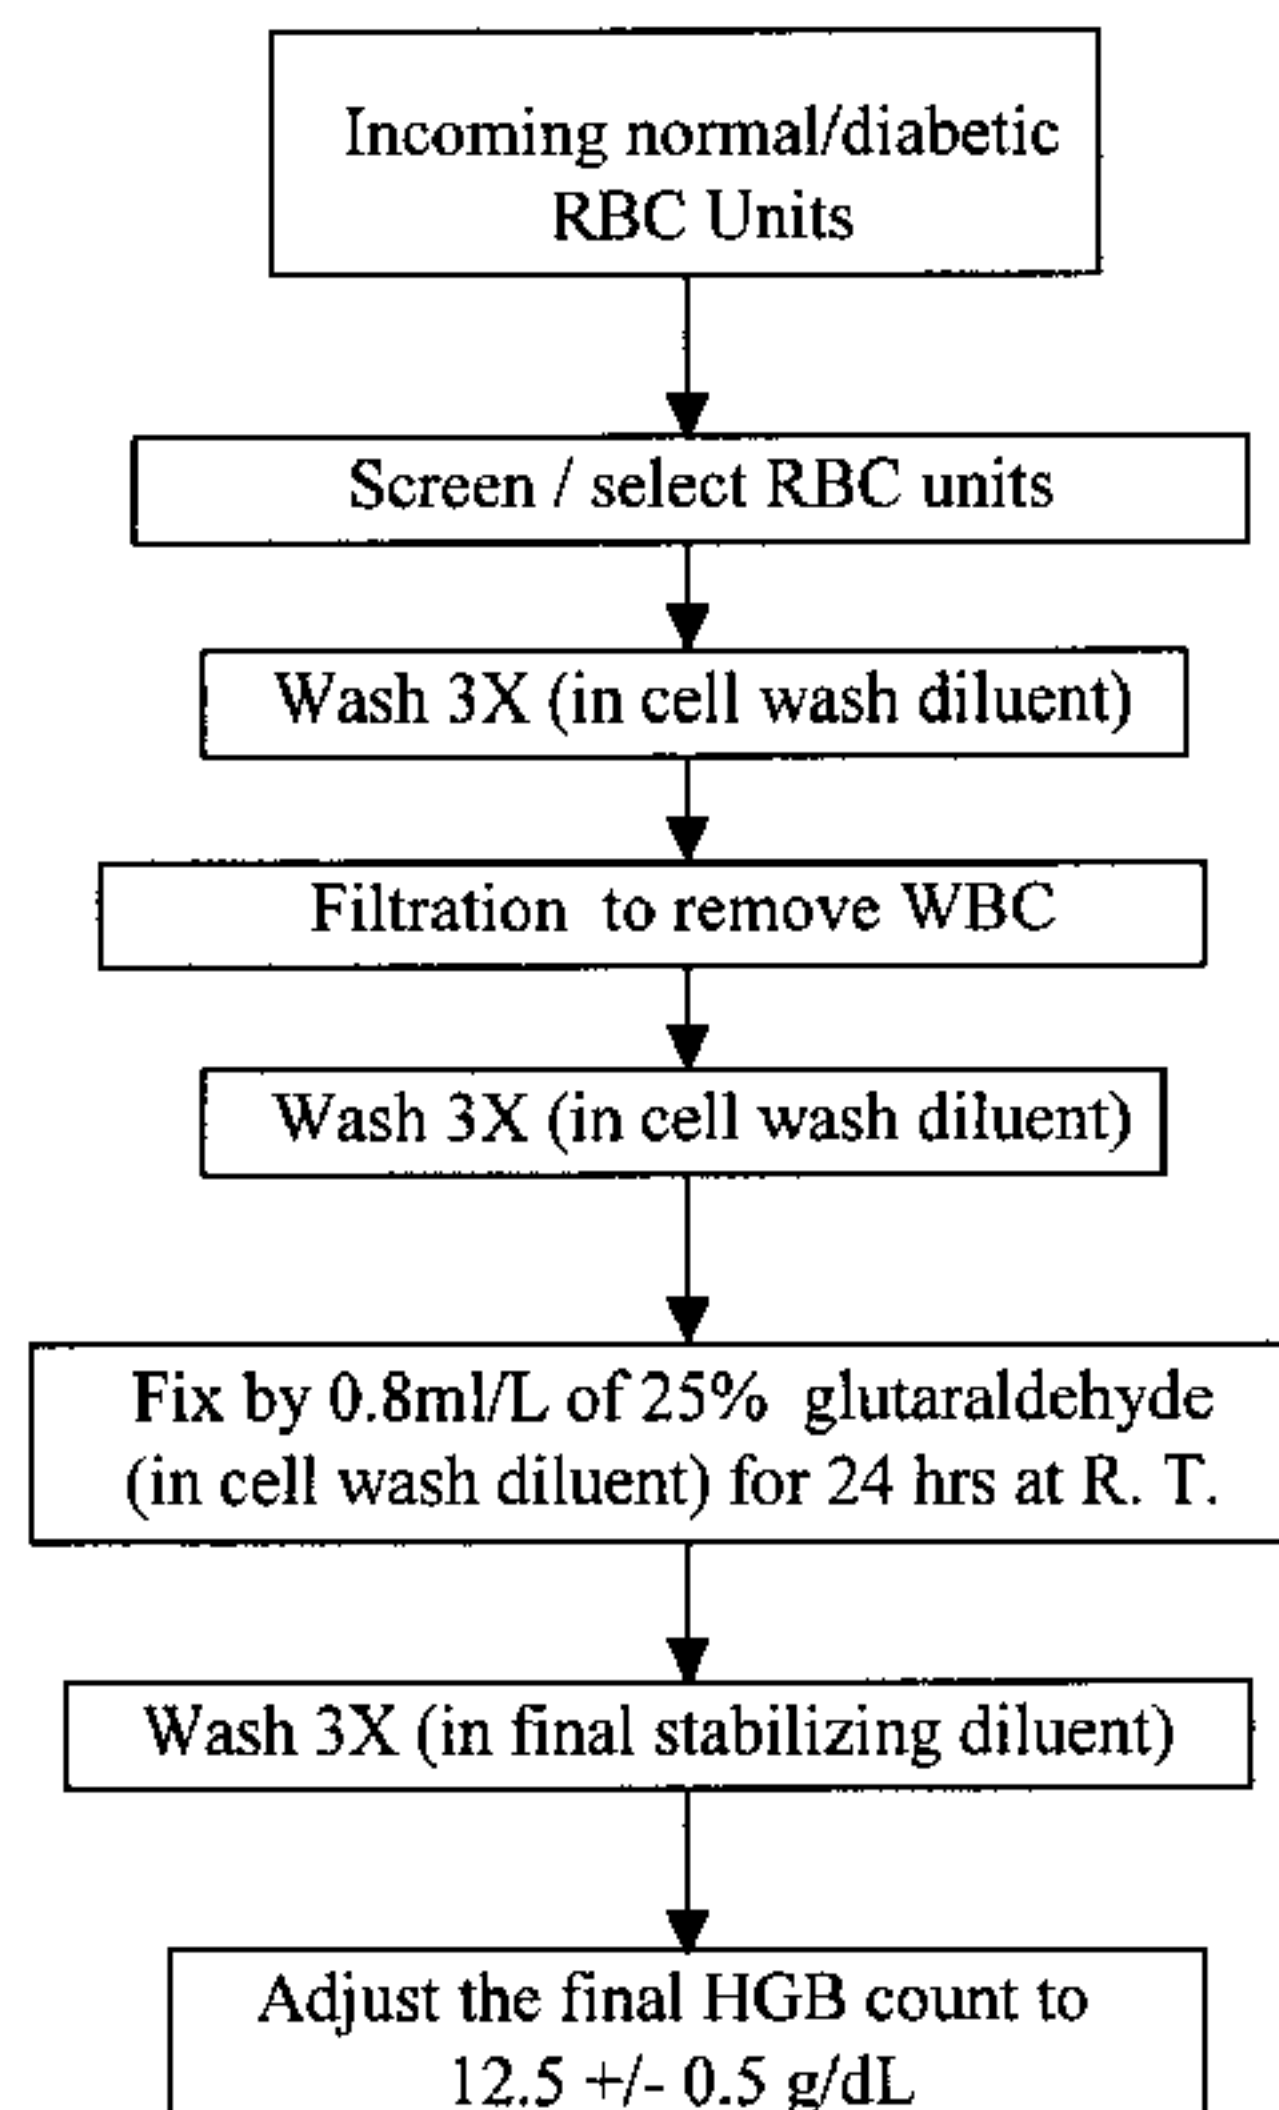 Incoming normal/diabetic
RBC Units
Screen / select RBC units
Wash 3X (in cell wash diluent)
Filtration to remove WBC
Wash 3X (in cell wash diluent)
Fix by 0.8ml/L of 25% glutaraldehyde
(in cell wash diluent) for 24 hrs at R. T.
Wash 3X (in final stabilizing diluent)
Adjust the final HGB count to
12.5 +/- 0.5 g/dL